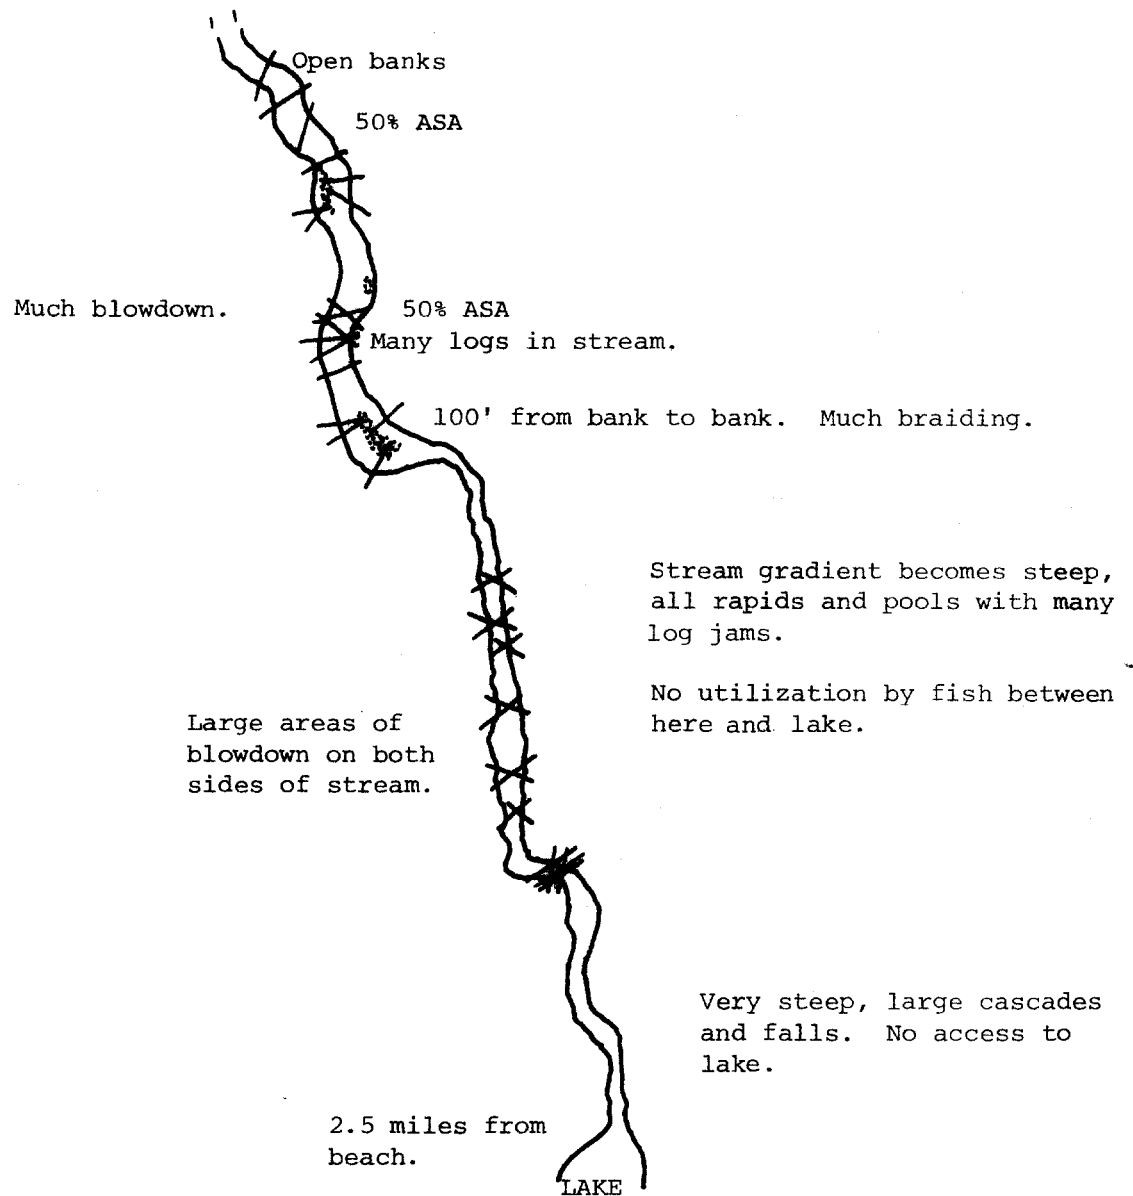 Open banks
50% ASA
Much blowdown.
50% ASA
Many logs in stream.
100' from bank to bank.  Much braiding.
Stream gradient becomes steep,
all rapids and pools with many
log jams.
No utilization by fish between
here and lake.
Large areas of
blowdown on both
sides of stream.
Very steep, large cascades
and falls.  No access to
lake.
2.5 miles from
beach.
LAKE